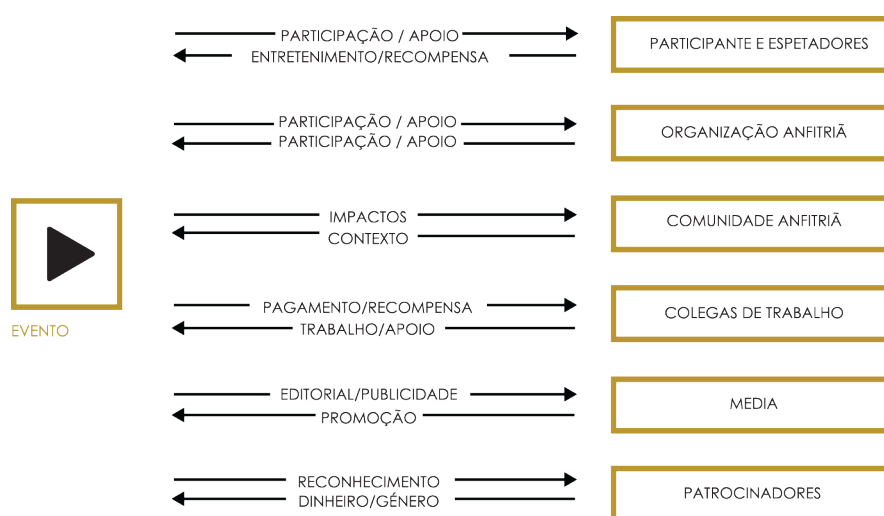 PARTICIPAÇÃO / APOIO
ENTRETENIMENTO/RECOMPENSA
PARTICIPANTE E ESPETADORES
PARTICIPAÇÃO / APOIO
PARTICIPAÇÃO / APOIO
ORGANIZAÇÃO ANFITRIÃ
IMPACTOS
CONTEXTO
COMUNIDADE ANFITRIÃ
EVENTO
PAGAMENTO/RECOMPENSA
TRABALHO/APOIO
COLEGAS DE TRABALHO
EDITORIAL/PUBLICIDADE
PROMOÇÃO
MEDIA
RECONHECIMENTO
DINHEIRO/GÉNERO
PATROCINADORES